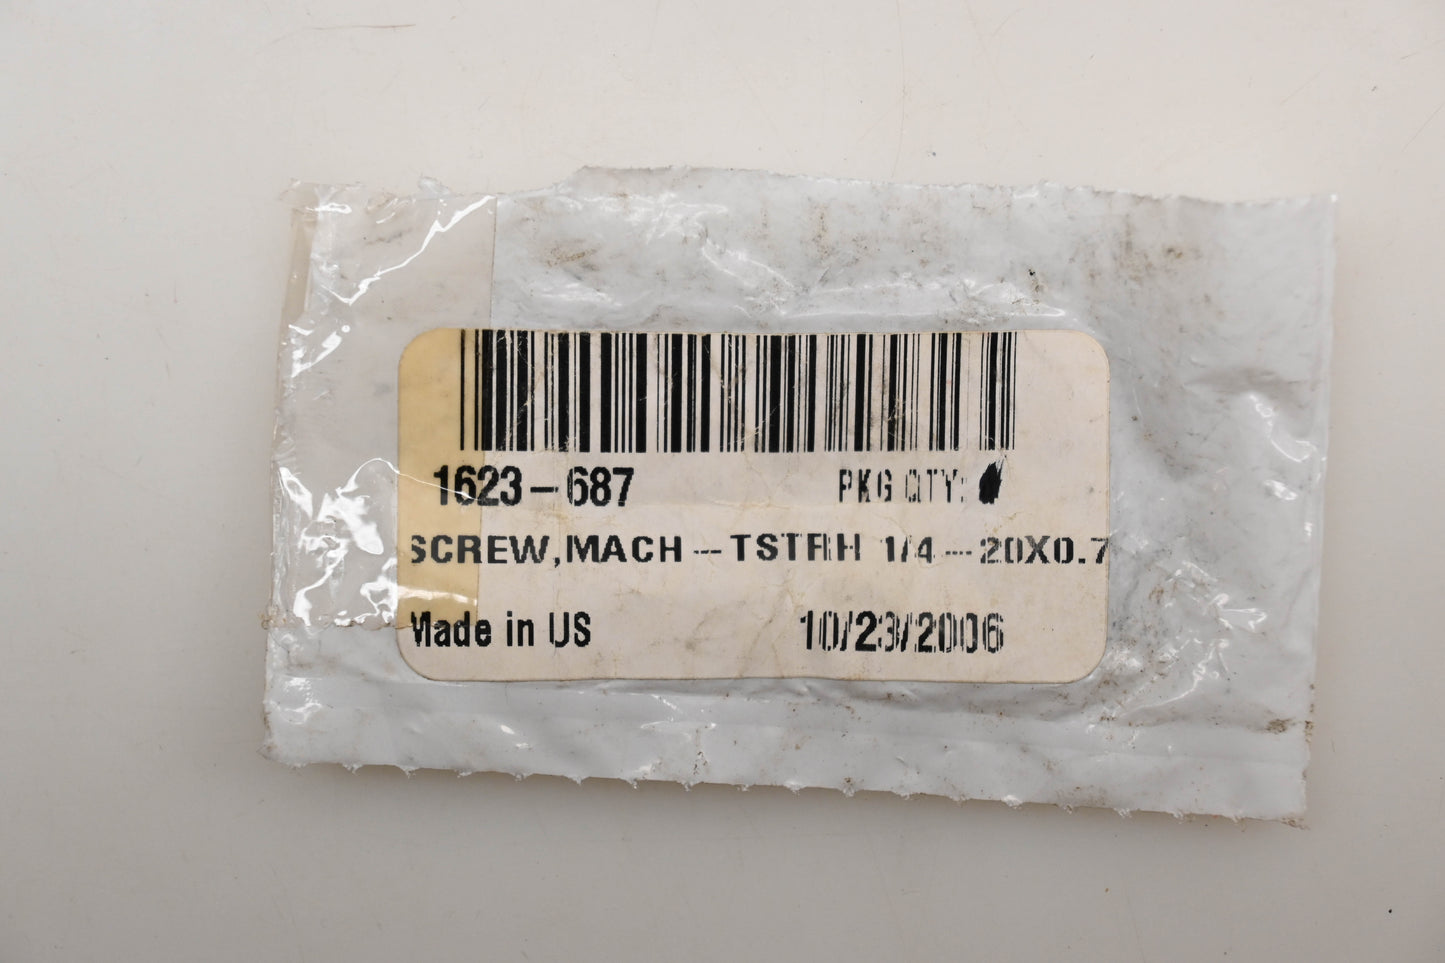 1623-687 PKG QTY:
SCREW,MACH-TSTRH 1/4-20X0.7
Made in US 10/23/2006